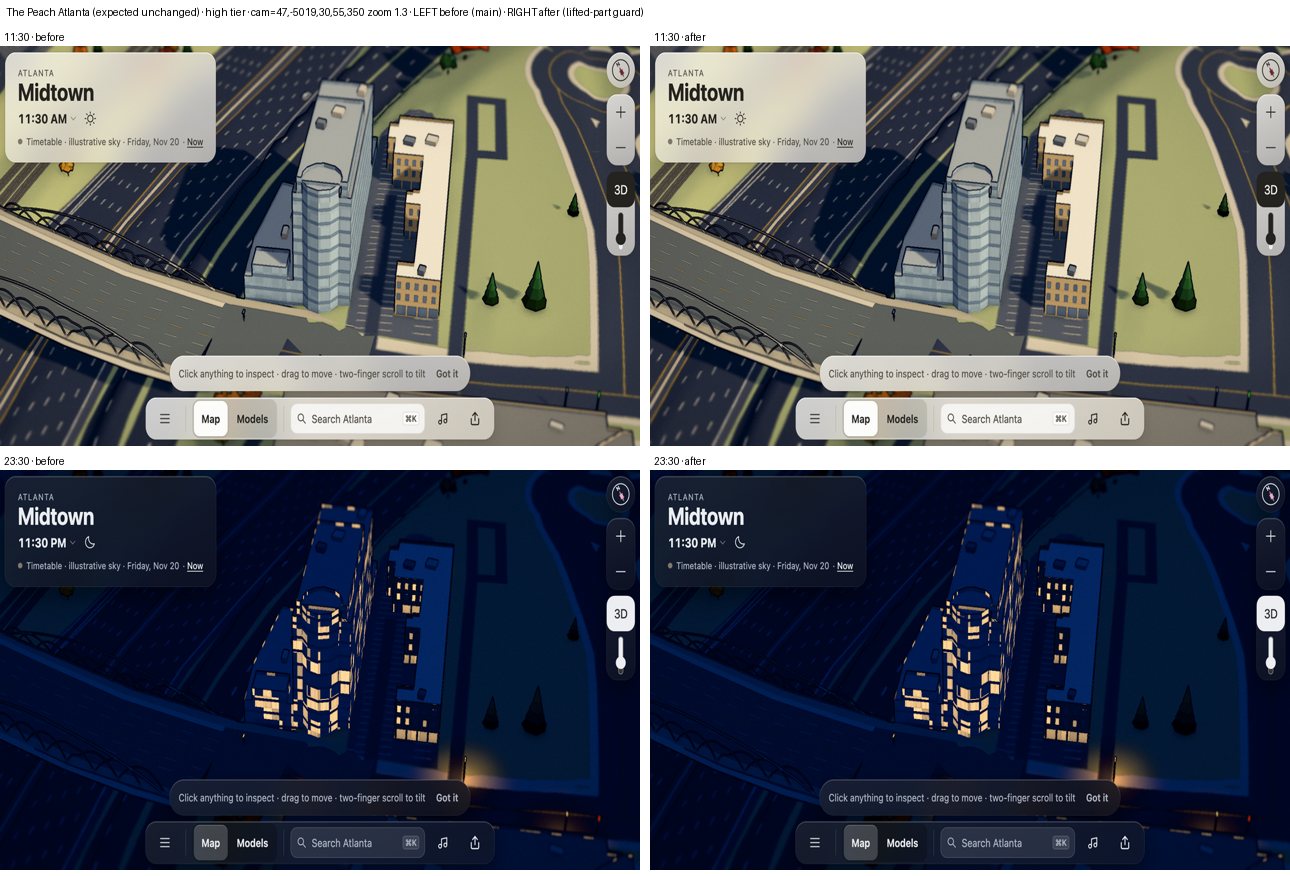 The Peach Atlanta (expected unchanged) · high tier · cam=47,-5019,30,55,350 zoom 1.3 · LEFT before (main) · RIGHT after (lifted-part guard)
11:30 · before
11:30 · after
ATLANTA
Midtown
11:30 AM
Timetable · illustrative sky · Friday, Nov 20 · Now
3D
Click anything to inspect · drag to move · two-finger scroll to tilt Got it
Map Models Search Atlanta ⌘K
ATLANTA
Midtown
11:30 AM
Timetable · illustrative sky · Friday, Nov 20 · Now
3D
Click anything to inspect · drag to move · two-finger scroll to tilt Got it
Map Models Search Atlanta ⌘K
23:30 · before
23:30 · after
ATLANTA
Midtown
11:30 PM
Timetable · illustrative sky · Friday, Nov 20 · Now
3D
Click anything to inspect · drag to move · two-finger scroll to tilt Got it
Map Models Search Atlanta ⌘K
ATLANTA
Midtown
11:30 PM
Timetable · illustrative sky · Friday, Nov 20 · Now
3D
Click anything to inspect · drag to move · two-finger scroll to tilt Got it
Map Models Search Atlanta ⌘K